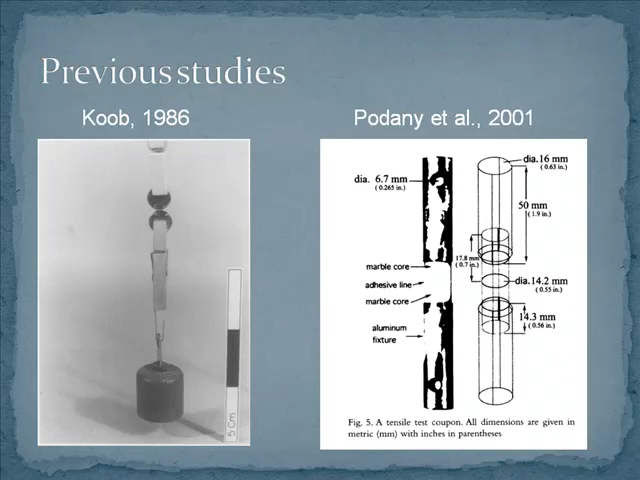 Previous studies
Koob, 1986
Podany et al., 2001
5 Cm
dia. 6.7 mm
(0.265 in.)
marble core
adhesive line
marble core
aluminum
fixture
dia. 16 mm
(0.63 in.)
50 mm
(1.9 in.)
17.8 mm
(0.7 in.)
dia. 14.2 mm
(0.55 in.)
14.3 mm
(0.56 in.)
Fig. 5. A tensile test coupon. All dimensions are given in
metric (mm) with inches in parentheses